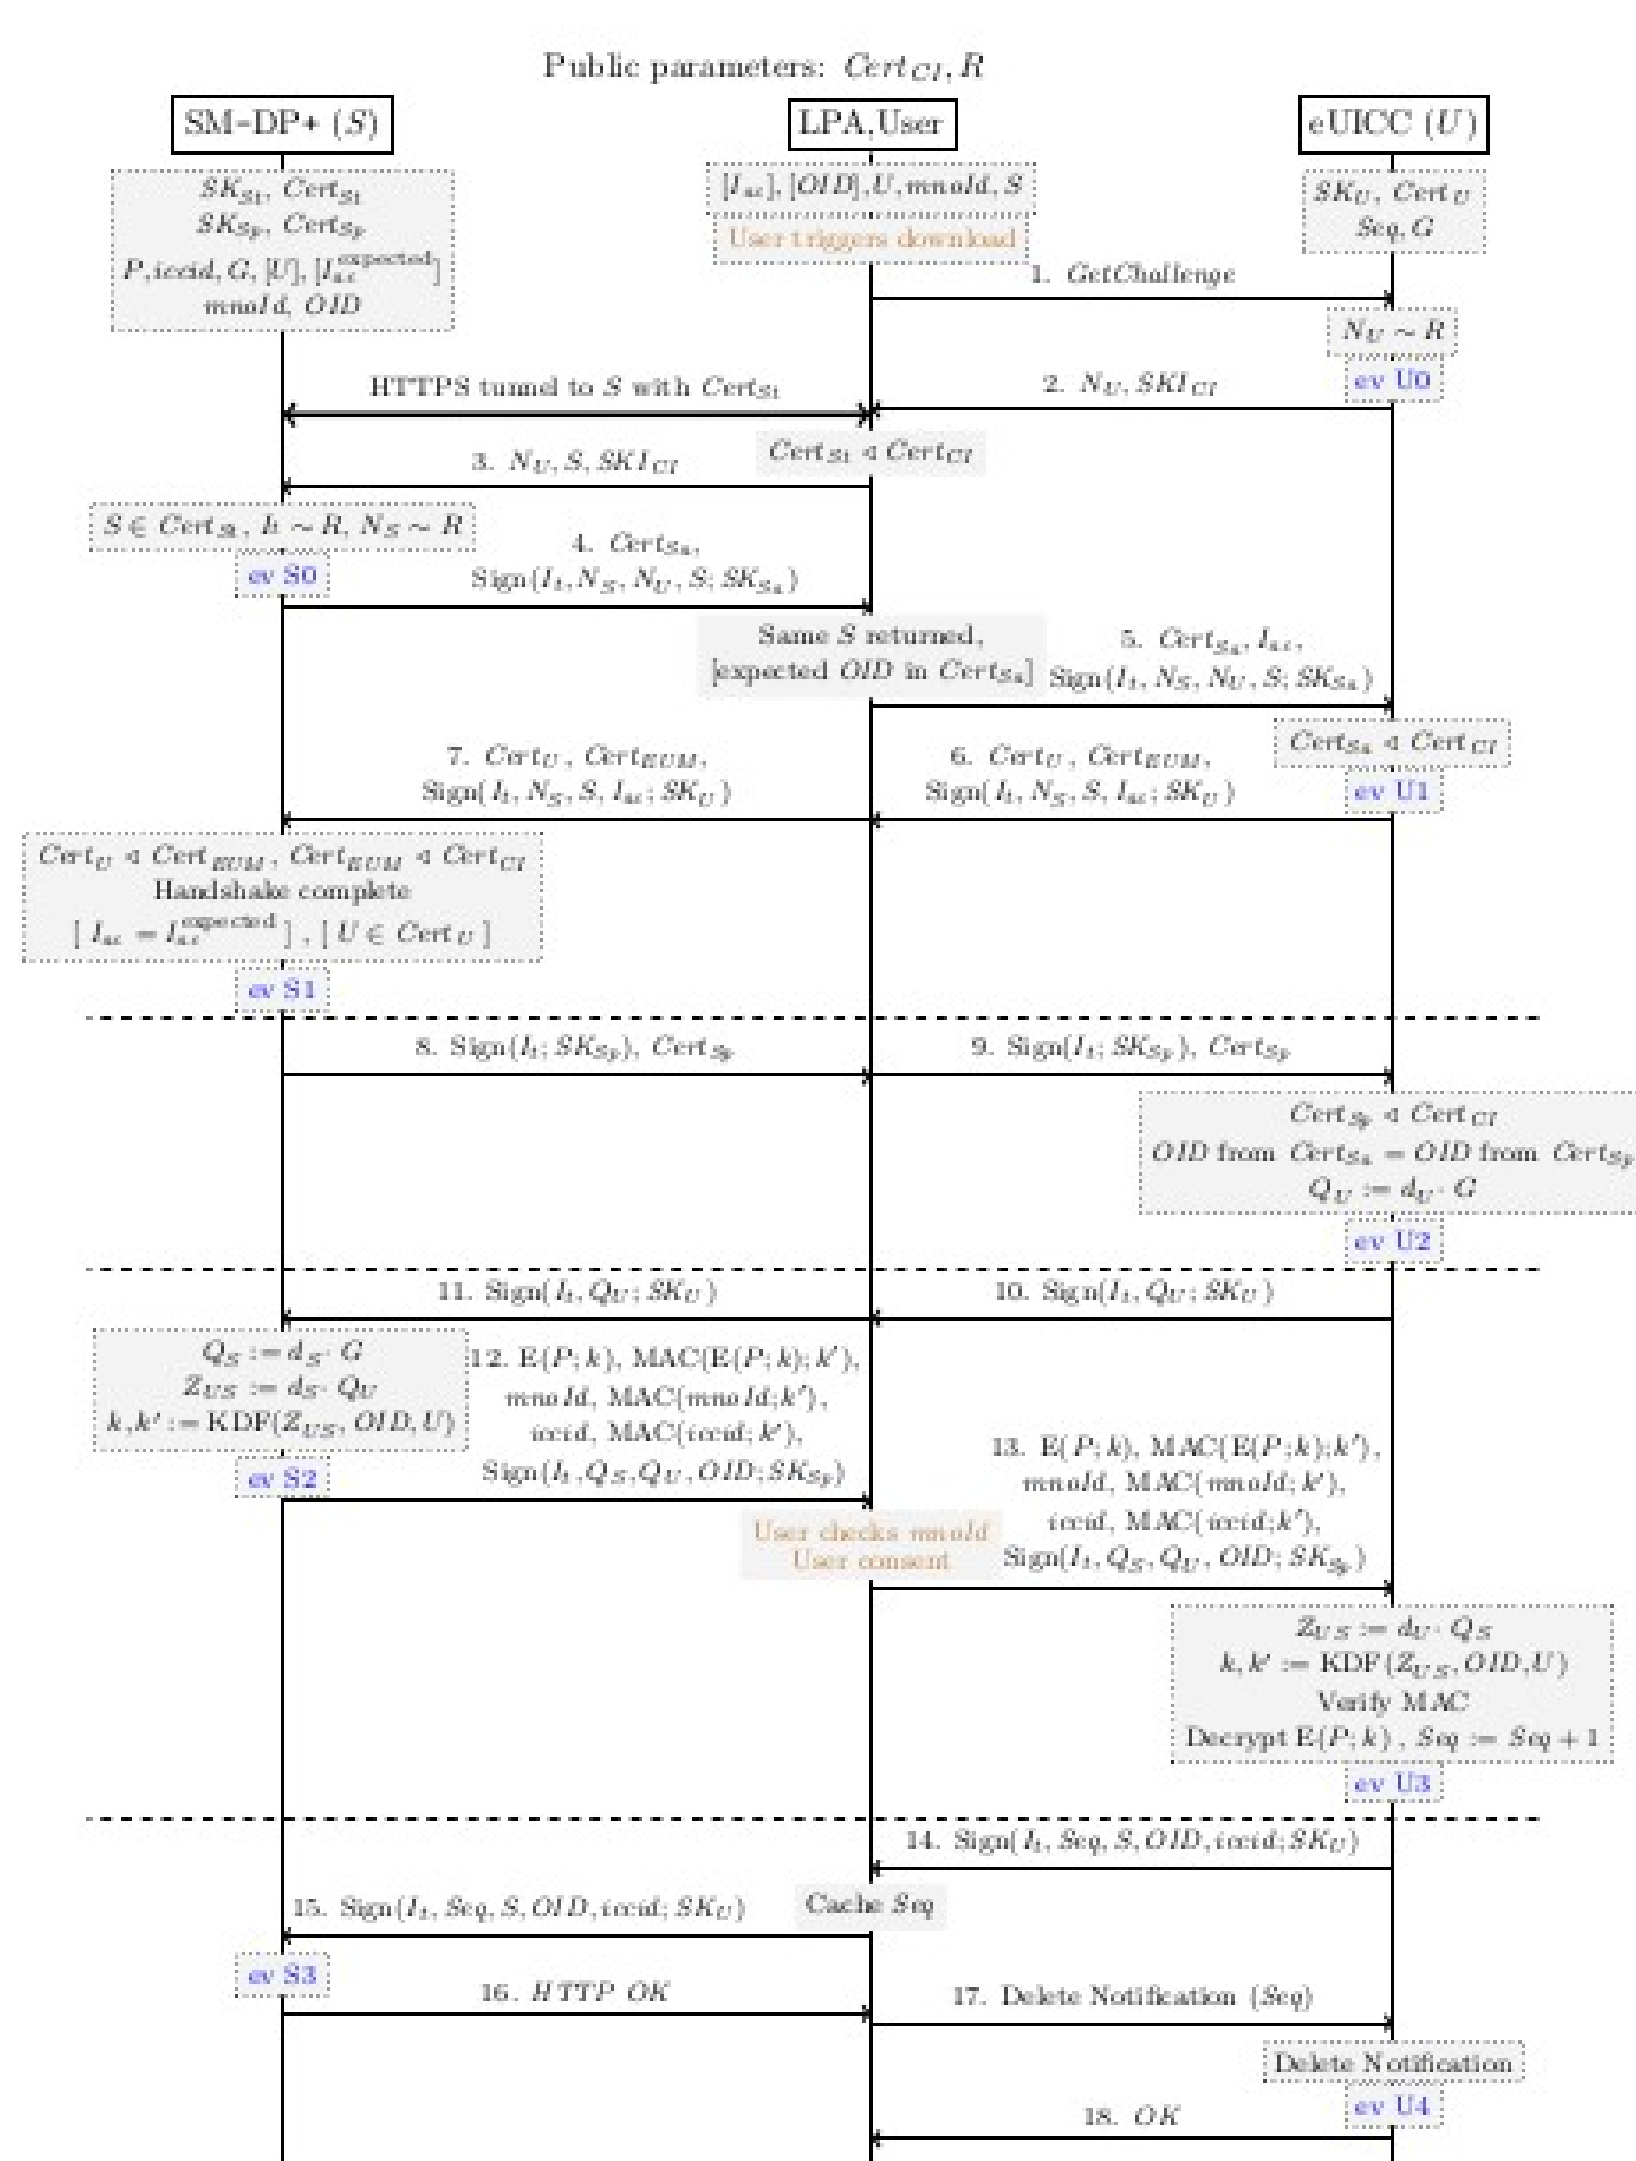 Public parameters: Cert_CI, R
SM-DP+ (S)
LPA,User
eUICC (U)
SK_St, Cert_St
SK_Sp, Cert_Sp
P, iccid, G, [U], [I_ac^expected]
mnoId, OID
[I_ac], [OID], U, mnoId, S
User triggers download
SK_U, Cert_U
Seq, G
1. GetChallenge
N_U ~ R
ev U0
HTTPS tunnel to S with Cert_St
2. N_U, SKI_CI
Cert_St ◁ Cert_CI
3. N_U, S, SKI_CI
S ∈ Cert_St, I_t ~ R, N_S ~ R
ev S0
4. Cert_Sa,
Sign(I_t, N_S, N_U, S; SK_Sa)
Same S returned,
[expected OID in Cert_Sa]
5. Cert_Sa, I_ac,
Sign(I_t, N_S, N_U, S; SK_Sa)
Cert_Sa ◁ Cert_CI
ev U1
7. Cert_U, Cert_EUM,
Sign(I_t, N_S, S, I_ac; SK_U)
6. Cert_U, Cert_EUM,
Sign(I_t, N_S, S, I_ac; SK_U)
Cert_U ◁ Cert_EUM, Cert_EUM ◁ Cert_CI
Handshake complete
[ I_ac = I_ac^expected ] , [ U ∈ Cert_U ]
ev S1
8. Sign(I_t; SK_Sp), Cert_Sp
9. Sign(I_t; SK_Sp), Cert_Sp
Cert_Sp ◁ Cert_CI
OID from Cert_Sa = OID from Cert_Sp
Q_U := d_U · G
ev U2
11. Sign(I_t, Q_U; SK_U)
10. Sign(I_t, Q_U; SK_U)
Q_S := d_S · G
Z_US := d_S · Q_U
k,k' := KDF(Z_US, OID, U)
ev S2
12. E(P; k), MAC(E(P; k); k'),
mnoId, MAC(mnoId; k'),
iccid, MAC(iccid; k'),
Sign(I_t, Q_S, Q_U, OID; SK_Sp)
User checks mnoId
User consent
13. E(P; k), MAC(E(P; k); k'),
mnoId, MAC(mnoId; k'),
iccid, MAC(iccid; k'),
Sign(I_t, Q_S, Q_U, OID; SK_Sp)
Z_US := d_U · Q_S
k, k' := KDF(Z_US, OID, U)
Verify MAC
Decrypt E(P; k) , Seq := Seq + 1
ev U3
14. Sign(I_t, Seq, S, OID, iccid; SK_U)
15. Sign(I_t, Seq, S, OID, iccid; SK_U)
Cache Seq
ev S3
16. HTTP OK
17. Delete Notification (Seq)
Delete Notification
ev U4
18. OK